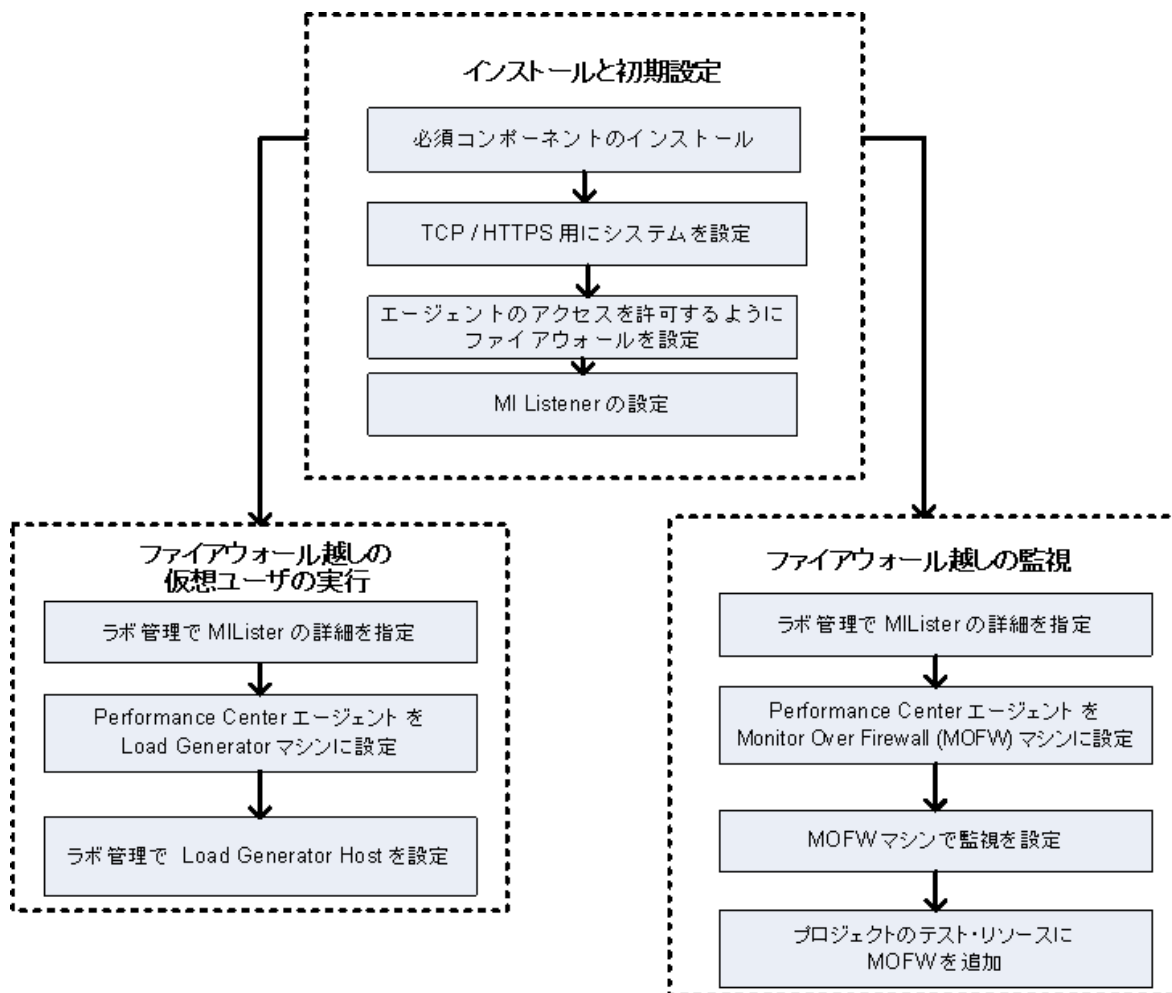 インストールと初期設定
必須コンポーネントのインストール
TCP / HTTPS 用にシステムを設定
エージェントのアクセスを許可するように
ファイアウォールを設定
MI Listener の設定
ファイアウォール越しの
仮想ユーザの実行
ラボ管理で MILister の詳細を指定
Performance Center エージェント を
Load Generator マシンに設定
ラボ管理で Load Generator Host を設定
ファイアウォール越しの監視
ラボ管理で MILister の詳細を指定
Performance Center エージェント を
Monitor Over Firewall (MOFW) マシンに設定
MOFW マシンで監視を設定
プロジェクトのテスト・リソースに
MOFW を追加